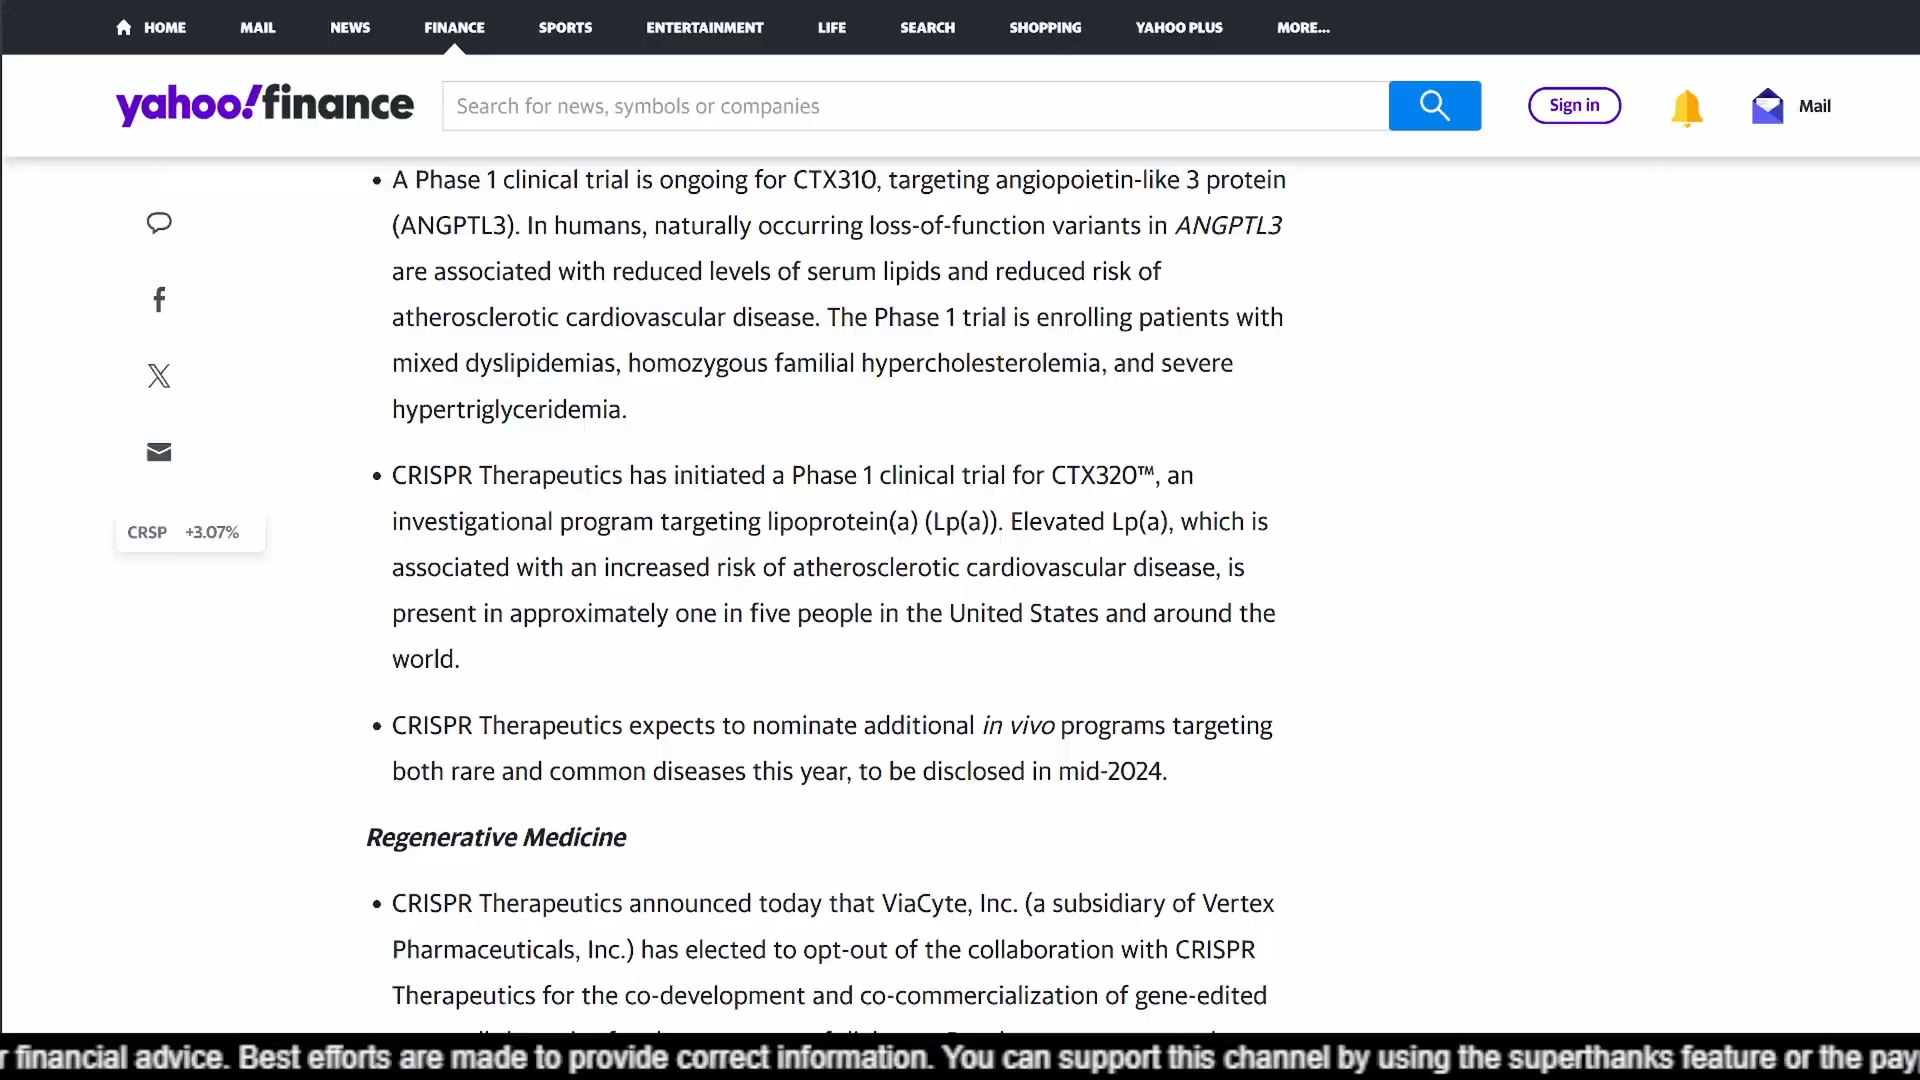 HOME MAIL NEWS FINANCE SPORTS ENTERTAINMENT LIFE SEARCH SHOPPING YAHOO PLUS MORE...
yahoo!finance Search for news, symbols or companies Sign in Mail
• A Phase 1 clinical trial is ongoing for CTX310, targeting angiopoietin-like 3 protein
(ANGPTL3). In humans, naturally occurring loss-of-function variants in ANGPTL3
are associated with reduced levels of serum lipids and reduced risk of
atherosclerotic cardiovascular disease. The Phase 1 trial is enrolling patients with
mixed dyslipidemias, homozygous familial hypercholesterolemia, and severe
hypertriglyceridemia.
• CRISPR Therapeutics has initiated a Phase 1 clinical trial for CTX320™, an
investigational program targeting lipoprotein(a) (Lp(a)). Elevated Lp(a), which is
CRSP +3.07%
associated with an increased risk of atherosclerotic cardiovascular disease, is
present in approximately one in five people in the United States and around the
world.
• CRISPR Therapeutics expects to nominate additional in vivo programs targeting
both rare and common diseases this year, to be disclosed in mid-2024.
Regenerative Medicine
• CRISPR Therapeutics announced today that ViaCyte, Inc. (a subsidiary of Vertex
Pharmaceuticals, Inc.) has elected to opt-out of the collaboration with CRISPR
Therapeutics for the co-development and co-commercialization of gene-edited
r financial advice. Best efforts are made to provide correct information. You can support this channel by using the superthanks feature or the pay